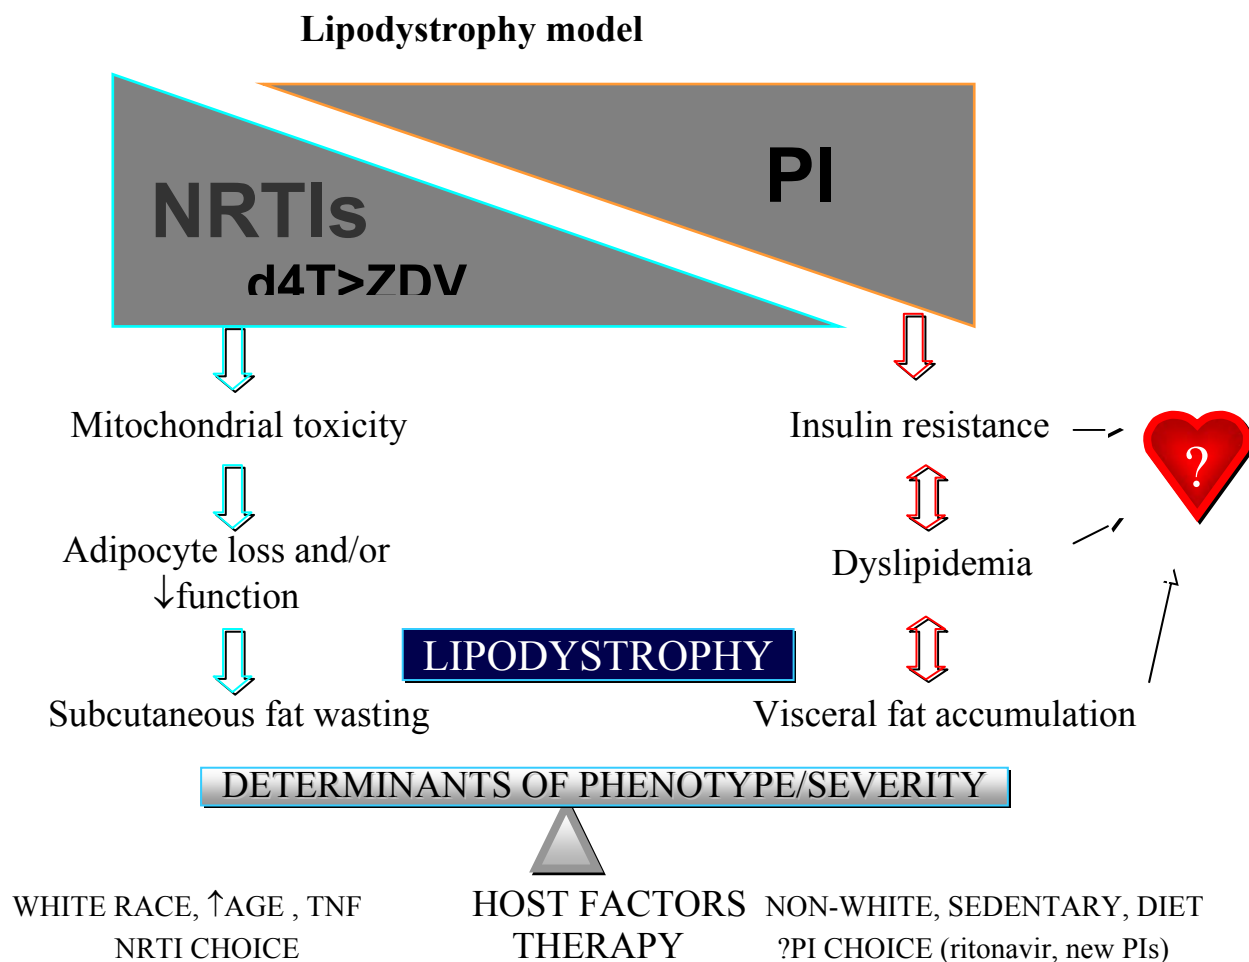 Lipodystrophy model
PI
NRTIs
d4T>ZDV
Mitochondrial toxicity
Insulin resistance
?
Adipocyte loss and/or
↓function
Dyslipidemia
LIPODYSTROPHY
Subcutaneous fat wasting
Visceral fat accumulation
DETERMINANTS OF PHENOTYPE/SEVERITY
WHITE RACE, ↑AGE , TNF
HOST FACTORS
NON-WHITE, SEDENTARY, DIET
NRTI CHOICE
THERAPY
?PI CHOICE (ritonavir, new PIs)